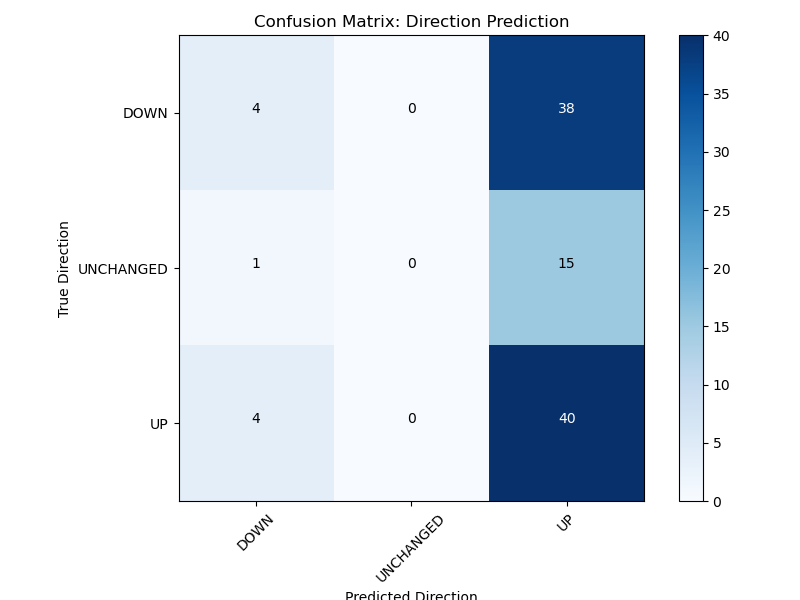 Confusion Matrix: Direction Prediction
40
DOWN 4 0 38
35
30
25
True Direction
UNCHANGED 1 0 15
20
15
10
UP 4 0 40
5
0
DOWN UNCHANGED UP
Predicted Direction